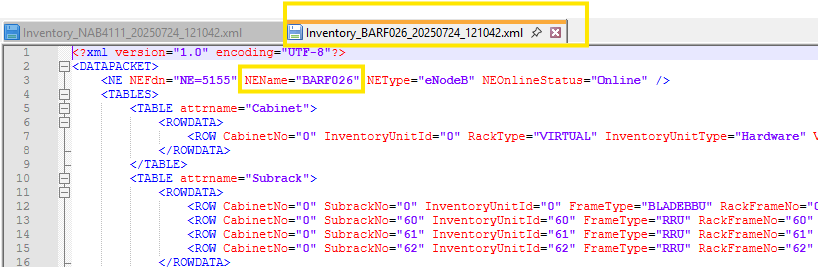 Inventory_NAB4111_20250724_121042.xml Inventory_BARF026_20250724_121042.xml
1 <?xml version="1.0" encoding="UTF-8"?>
2 <DATAPACKET>
3 <NE NEFdn="NE=5155" NEName="BARF026" NEType="eNodeB" NEOnlineStatus="Online" />
4 <TABLES>
5 <TABLE attrname="Cabinet">
6 <ROWDATA>
7 <ROW CabinetNo="0" InventoryUnitId="0" RackType="VIRTUAL" InventoryUnitType="Hardware"
8 </ROWDATA>
9 </TABLE>
10 <TABLE attrname="Subrack">
11 <ROWDATA>
12 <ROW CabinetNo="0" SubrackNo="0" InventoryUnitId="0" FrameType="BLADEBBU" RackFrameNo="0
13 <ROW CabinetNo="0" SubrackNo="60" InventoryUnitId="60" FrameType="RRU" RackFrameNo="60"
14 <ROW CabinetNo="0" SubrackNo="61" InventoryUnitId="61" FrameType="RRU" RackFrameNo="61"
15 <ROW CabinetNo="0" SubrackNo="62" InventoryUnitId="62" FrameType="RRU" RackFrameNo="62"
16 </ROWDATA>